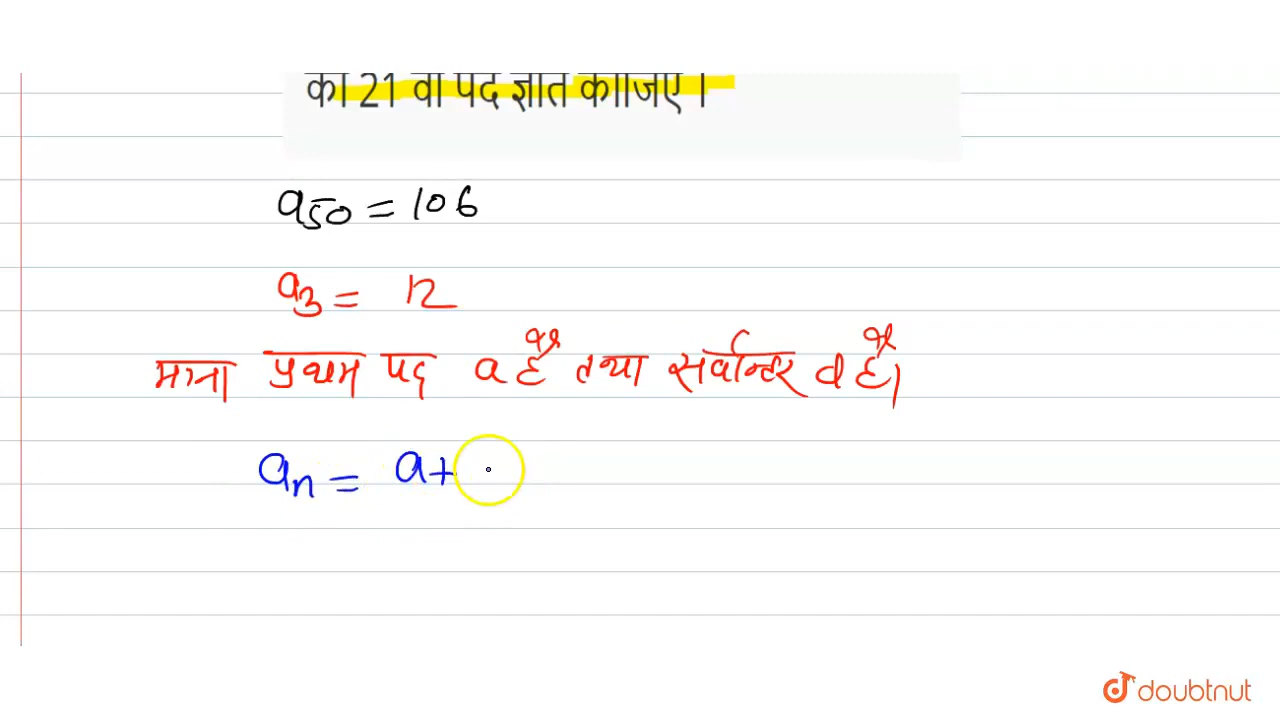 का 21 वा पद ज्ञात काजिए ।
a₅₀ = 106
a₃ = 12
माना प्रथम पद a है तथा सर्वान्तर d है।
aₙ = a+
doubtnut